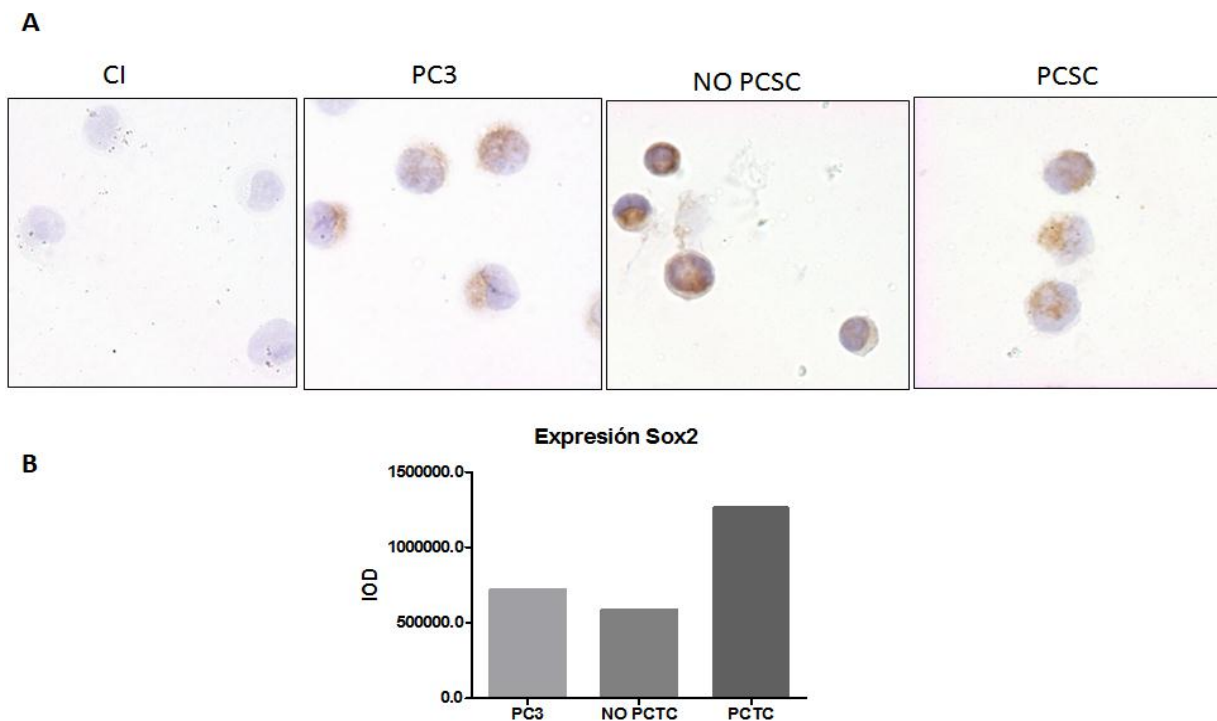 A
CI
PC3
NO PCSC
PCSC
B
Expresión Sox2
1500000.0
1000000.0
500000.0
0.0
IOD
PC3
NO PCTC
PCTC